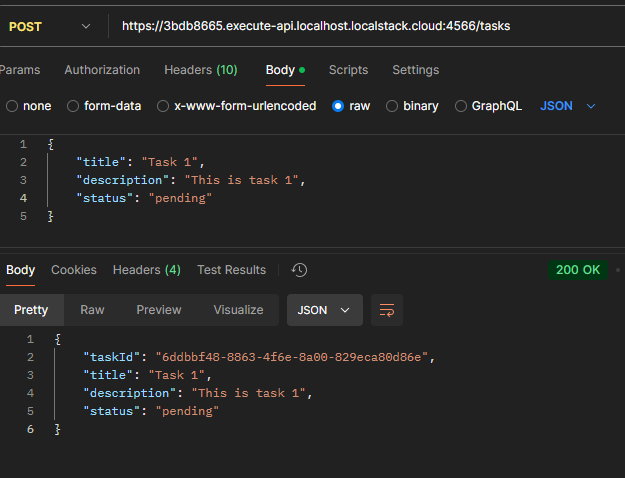 POST https://3bdb8665.execute-api.localhost.localstack.cloud:4566/tasks
Params Authorization Headers (10) Body Scripts Settings
none form-data x-www-form-urlencoded raw binary GraphQL JSON
1 {
2 "title": "Task 1",
3 "description": "This is task 1",
4 "status": "pending"
5 }
Body Cookies Headers (4) Test Results 200 OK
Pretty Raw Preview Visualize JSON
1 {
2 "taskId": "6ddbbf48-8863-4f6e-8a00-829eca80d86e",
3 "title": "Task 1",
4 "description": "This is task 1",
5 "status": "pending"
6 }